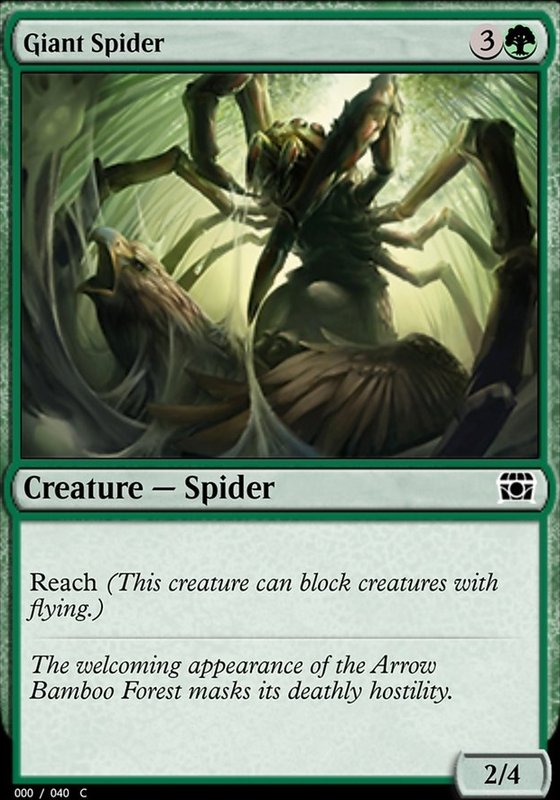 Giant Spider 3
Creature — Spider
Reach (This creature can block creatures with
flying.)
The welcoming appearance of the Arrow
Bamboo Forest masks its deathly hostility.
2/4
000 / 040 C